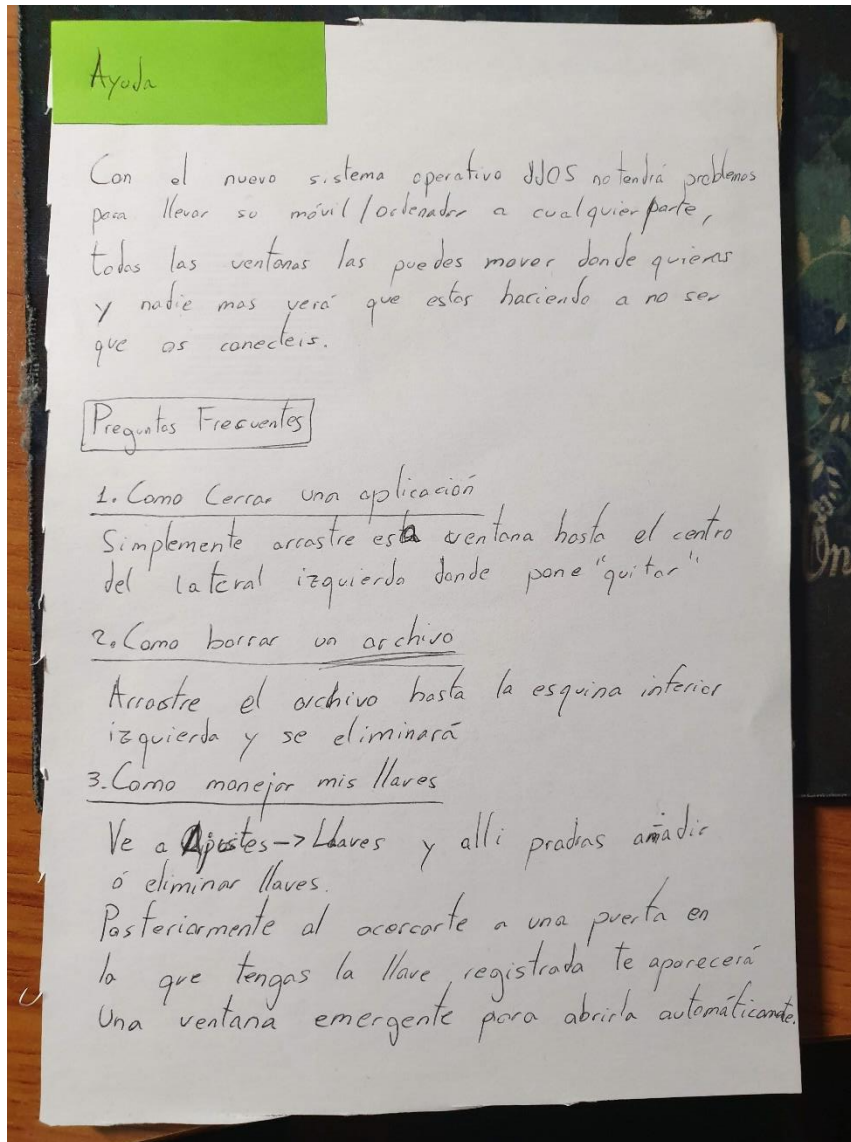 Ayuda
Con el nuevo sistema operativo JJOS no tendrá problemas
para llevar su móvil/ordenador a cualquier parte,
todas las ventanas las puedes mover donde quieras
y nadie mas verá que estas haciendo a no ser
que os conecteis.
Preguntas Frecuentes
1. Como Cerrar una aplicación
Simplemente arrastre esta ventana hasta el centro
del lateral izquierdo donde pone "quitar"
2. Como borrar un archivo
Arrastre el archivo hasta la esquina inferior
izquierda y se eliminará
3. Como manejar mis llaves
Ve a Ajustes -> Llaves y alli pradras añadir
ó eliminar llaves.
Posteriormente al acercarte a una puerta en
la que tengas la llave registrada te aparecerá
Una ventana emergente para abrirla automáticamte.
On